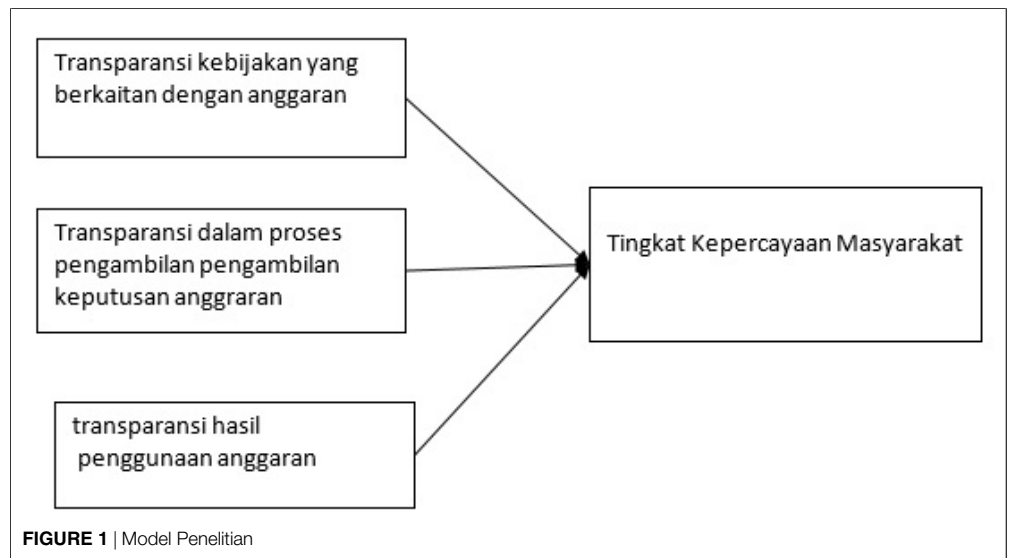 Transparansi kebijakan yang
berkaitan dengan anggaran
Transparansi dalam proses
pengambilan pengambilan
keputusan anggraran
transparansi hasil
penggunaan anggaran
Tingkat Kepercayaan Masyarakat
FIGURE 1 | Model Penelitian